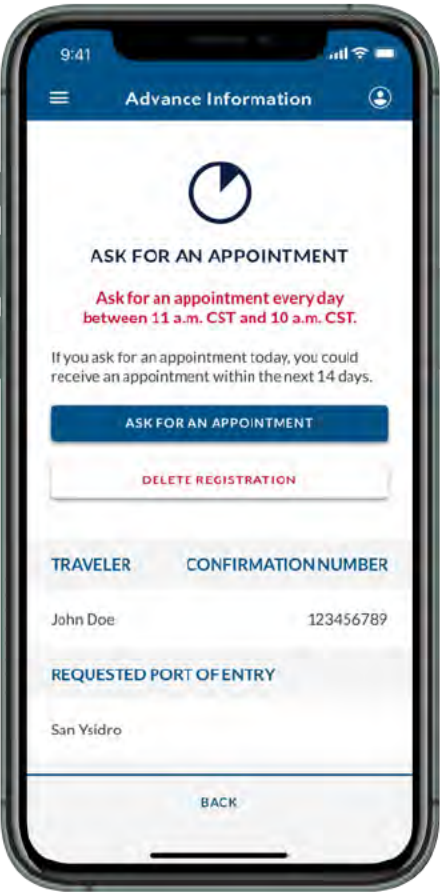 9:41
Advance Information
ASK FOR AN APPOINTMENT
Ask for an appointment every day
between 11 a.m. CST and 10 a.m. CST.
If you ask for an appointment today, you could
receive an appointment within the next 14 days.
ASK FOR AN APPOINTMENT
DELETE REGISTRATION
TRAVELER CONFIRMATION NUMBER
John Doe 123456789
REQUESTED PORT OF ENTRY
San Ysidro
BACK